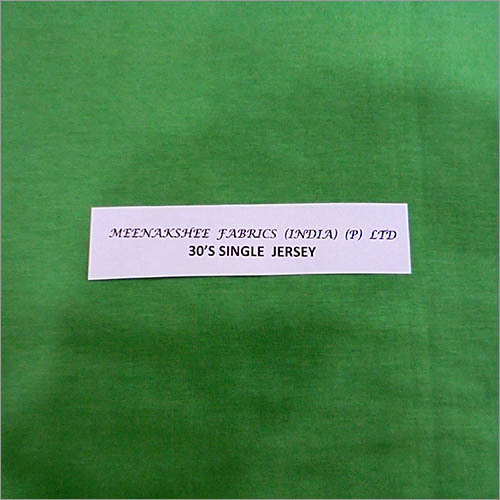 MEENAKSHEE FABRICS (INDIA) (P) LTD
30'S SINGLE JERSEY